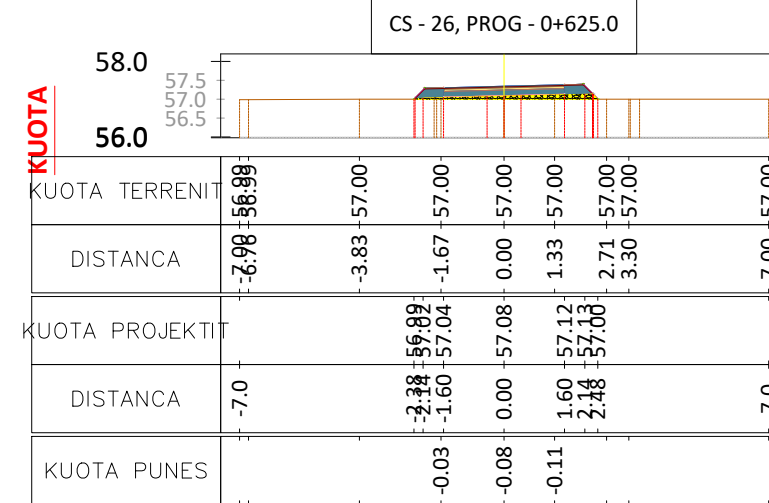 CS - 26, PROG - 0+625.0
58.0
57.5
57.0
56.5
56.0
KUOTA
KUOTA TERRENIT 56.99 56.99 57.00 57.00 57.00 57.00 57.00 57.00 57.00
DISTANCA -7.00 -6.76 -3.83 -1.67 0.00 1.33 2.71 3.30 7.00
KUOTA PROJEKTIT 56.99 57.02 57.04 57.08 57.12 57.13 57.00
DISTANCA -7.0 -2.38 -2.14 -1.60 0.00 1.60 2.14 2.48 7.0
KUOTA PUNES -0.03 -0.08 -0.11